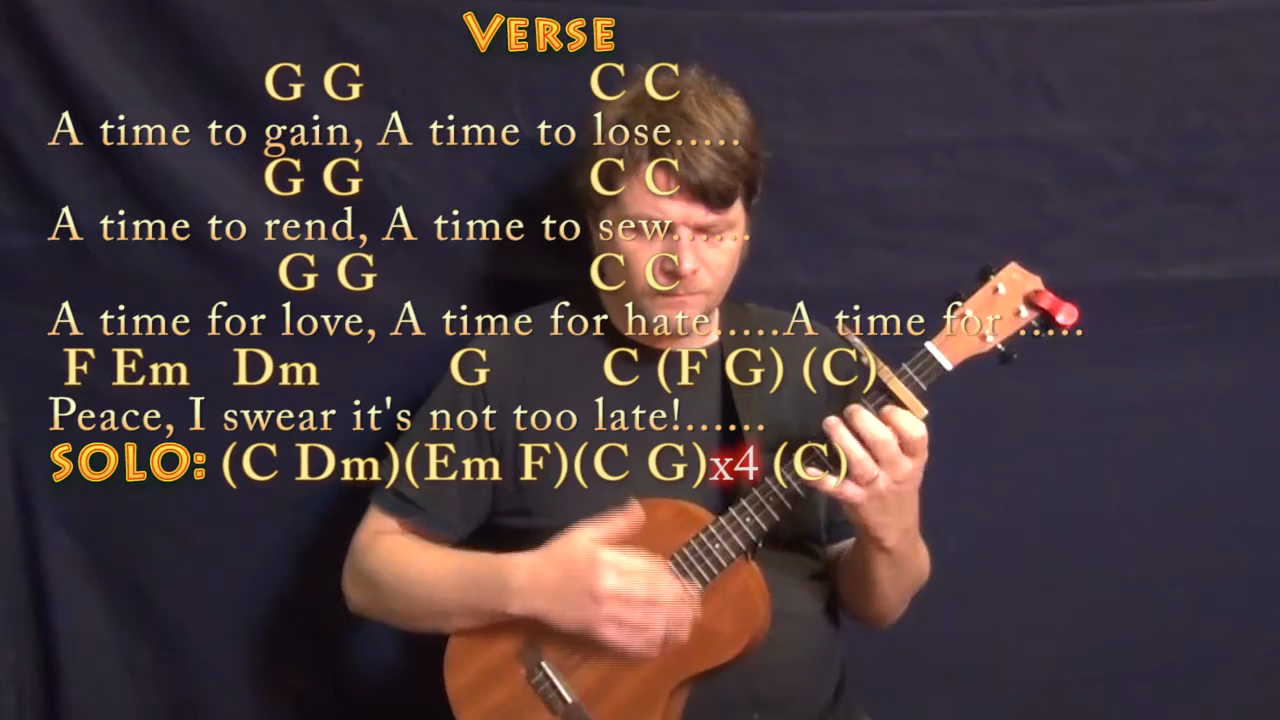 VERSE
G G C C
A time to gain, A time to lose.....
G G C C
A time to rend, A time to sew......
G G C C
A time for love, A time for hate.....A time for .....
F Em Dm G C (F G) (C)
Peace, I swear it's not too late!......
SOLO: (C Dm)(Em F)(C G)x4 (C)